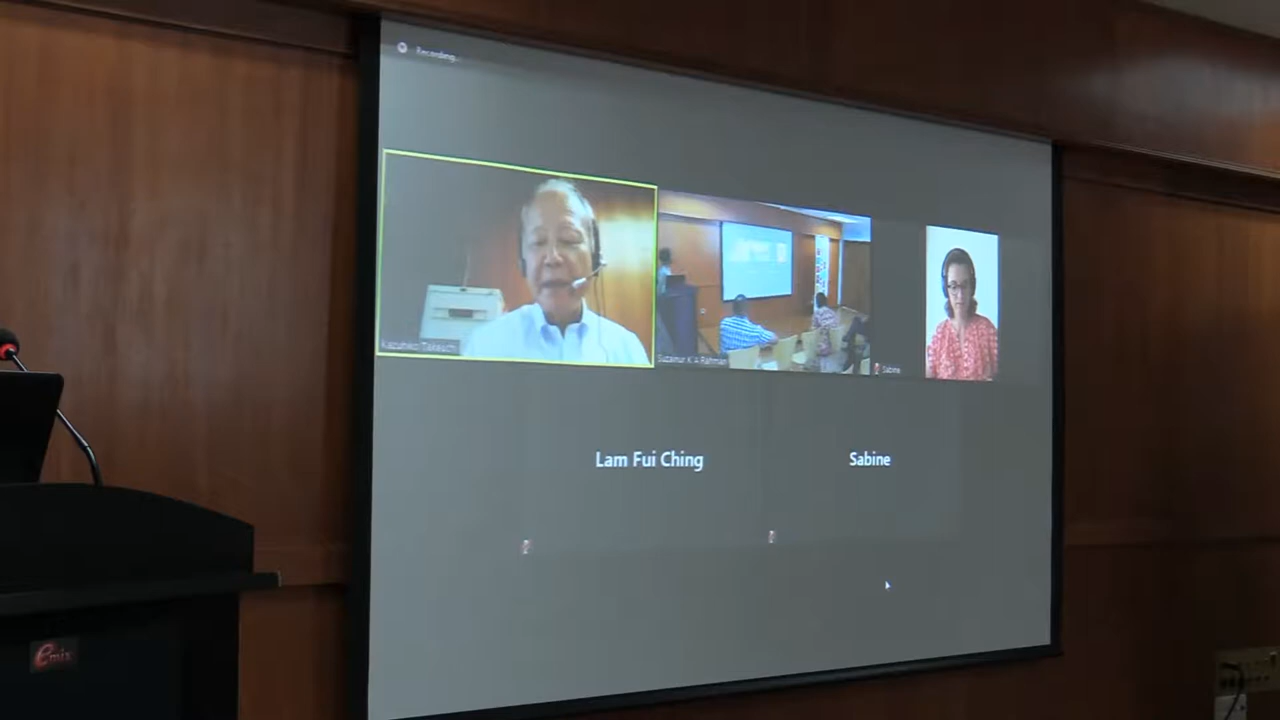 Recording...
Kazuhiko Takeuchi
Suzainur K A Rahman
Sabine
Lam Fui Ching
Sabine
emix